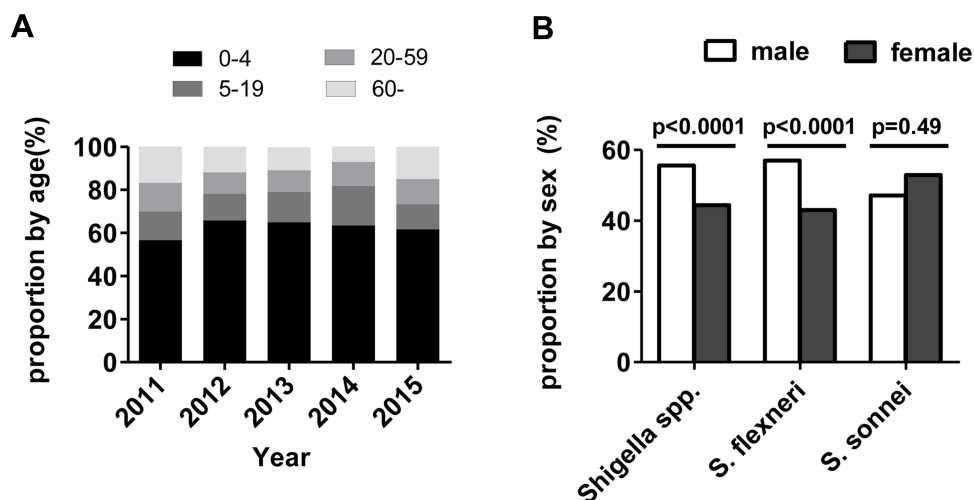 A
0-4
20-59
5-19
60-
proportion by age(%)
100
80
60
40
20
0
2011
2012
2013
2014
2015
Year
B
male
female
p<0.0001
p<0.0001
p=0.49
proportion by sex (%)
60
40
20
0
Shigella spp.
S. flexneri
S. sonnei